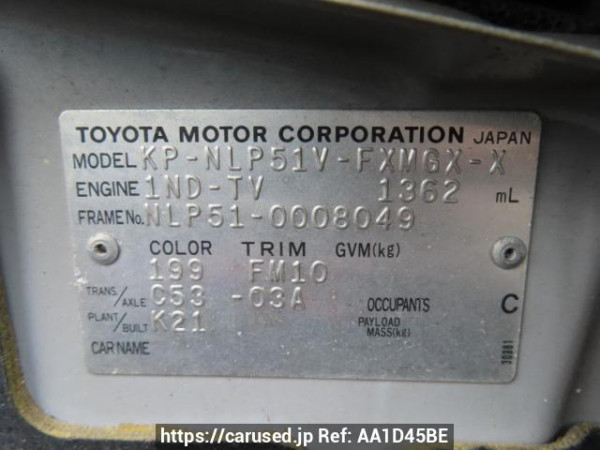 TOYOTA MOTOR CORPORATION JAPAN
MODEL KP-NLP51V-FXMGX-X
ENGINE 1ND-TV 1362 mL
FRAME No. NLP51-0008049
COLOR TRIM GVM(kg)
199 FM10
TRANS/AXLE C53 -03A OCCUPANTS C
PLANT/BUILT K21 PAYLOAD MASS(kg)
CAR NAME
https://carused.jp Ref: AA1D45BE